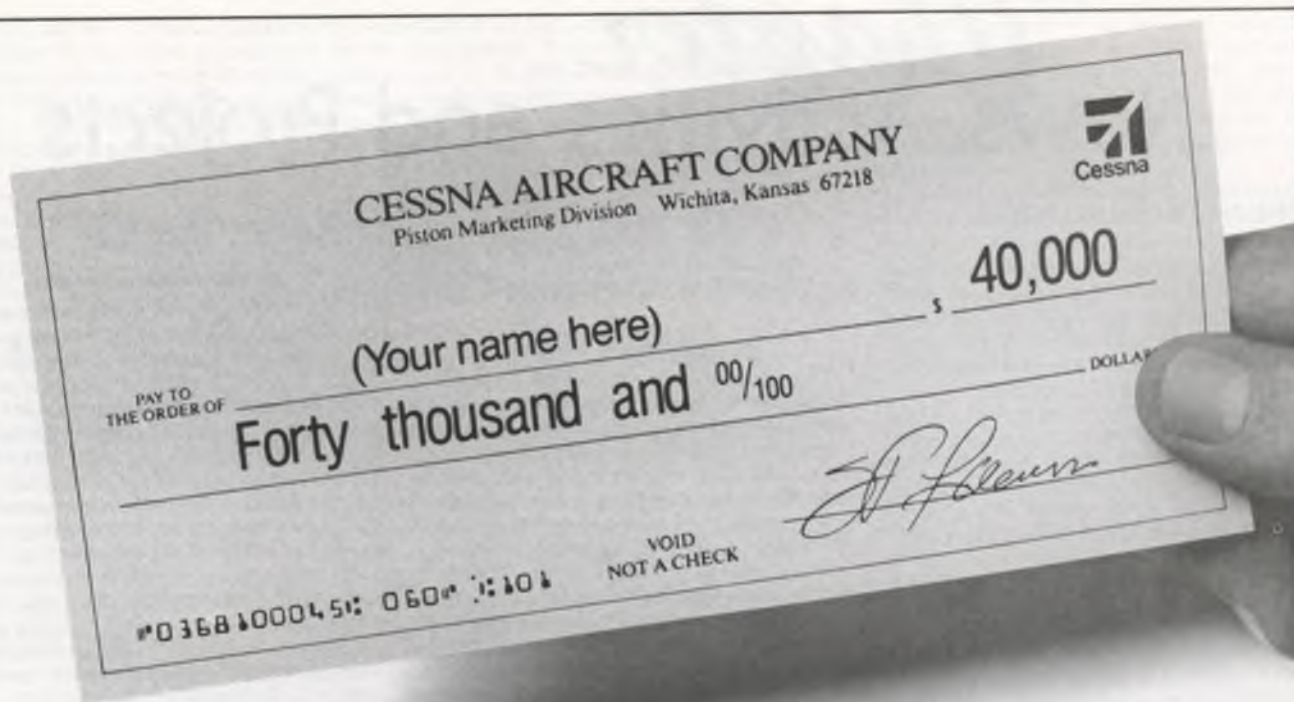 CESSNA AIRCRAFT COMPANY
Piston Marketing Division Wichita, Kansas 67218
Cessna
PAY TO
THE ORDER OF
(Your name here)
$ 40,000
Forty thousand and 00/100
DOLLAR
VOID
NOT A CHECK